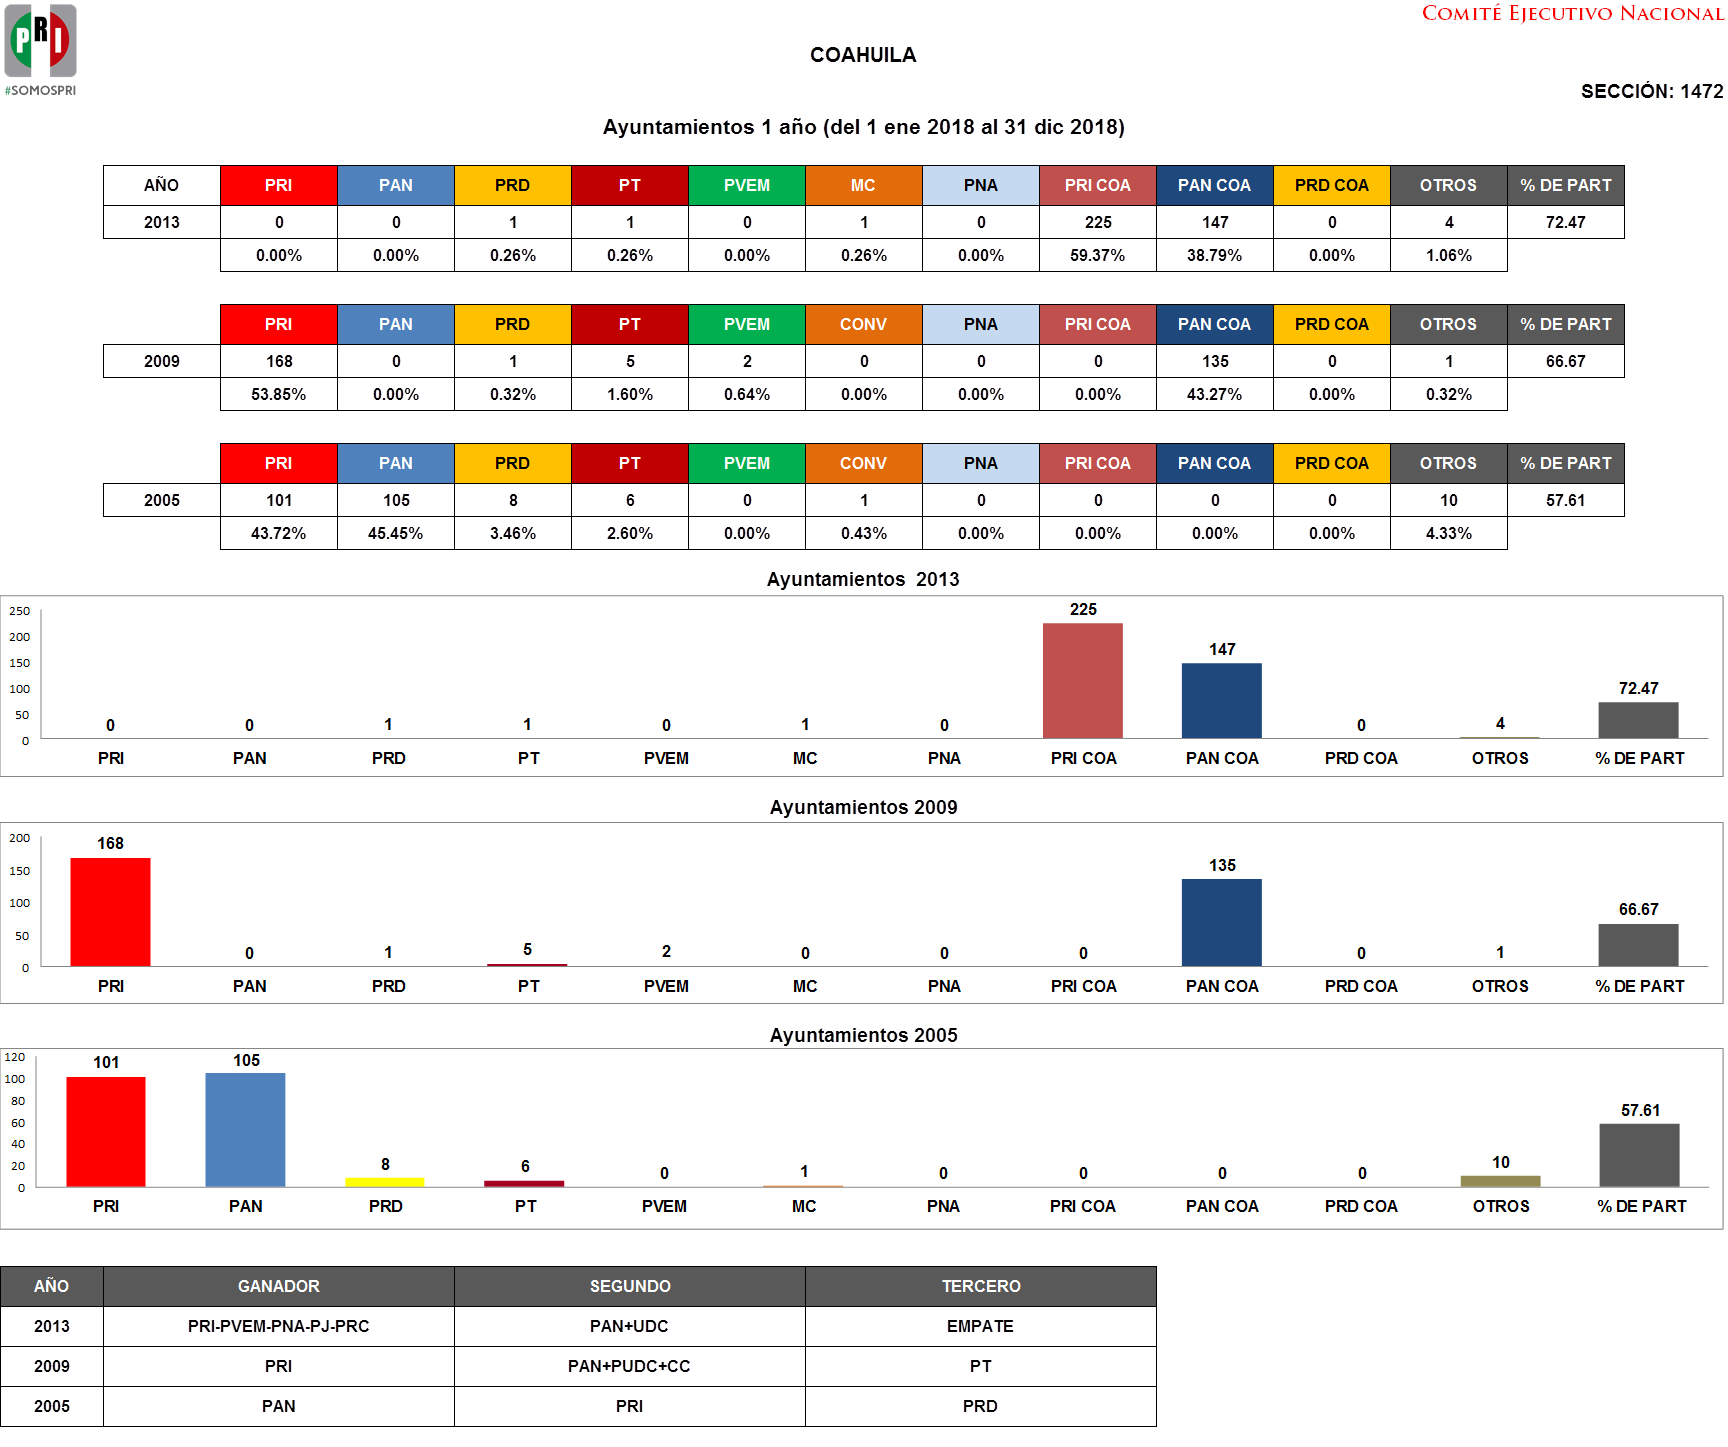 COMITÉ EJECUTIVO NACIONAL
PRI
#SOMOSPRI
COAHUILA
SECCIÓN: 1472
Ayuntamientos 1 año (del 1 ene 2018 al 31 dic 2018)
AÑO PRI PAN PRD PT PVEM MC PNA PRI COA PAN COA PRD COA OTROS % DE PART
2013 0 0 1 1 0 1 0 225 147 0 4 72.47
0.00% 0.00% 0.26% 0.26% 0.00% 0.26% 0.00% 59.37% 38.79% 0.00% 1.06%
PRI PAN PRD PT PVEM CONV PNA PRI COA PAN COA PRD COA OTROS % DE PART
2009 168 0 1 5 2 0 0 0 135 0 1 66.67
53.85% 0.00% 0.32% 1.60% 0.64% 0.00% 0.00% 0.00% 43.27% 0.00% 0.32%
PRI PAN PRD PT PVEM CONV PNA PRI COA PAN COA PRD COA OTROS % DE PART
2005 101 105 8 6 0 1 0 0 0 0 10 57.61
43.72% 45.45% 3.46% 2.60% 0.00% 0.43% 0.00% 0.00% 0.00% 0.00% 4.33%
Ayuntamientos 2013
250
200
150
100
50
0
0 0 1 1 0 1 0 225 147 0 4 72.47
PRI PAN PRD PT PVEM MC PNA PRI COA PAN COA PRD COA OTROS % DE PART
Ayuntamientos 2009
200
150
100
50
0
168 0 1 5 2 0 0 0 135 0 1 66.67
PRI PAN PRD PT PVEM MC PNA PRI COA PAN COA PRD COA OTROS % DE PART
Ayuntamientos 2005
120
100
80
60
40
20
0
101 105 8 6 0 1 0 0 0 0 10 57.61
PRI PAN PRD PT PVEM MC PNA PRI COA PAN COA PRD COA OTROS % DE PART
AÑO GANADOR SEGUNDO TERCERO
2013 PRI-PVEM-PNA-PJ-PRC PAN+UDC EMPATE
2009 PRI PAN+PUDC+CC PT
2005 PAN PRI PRD